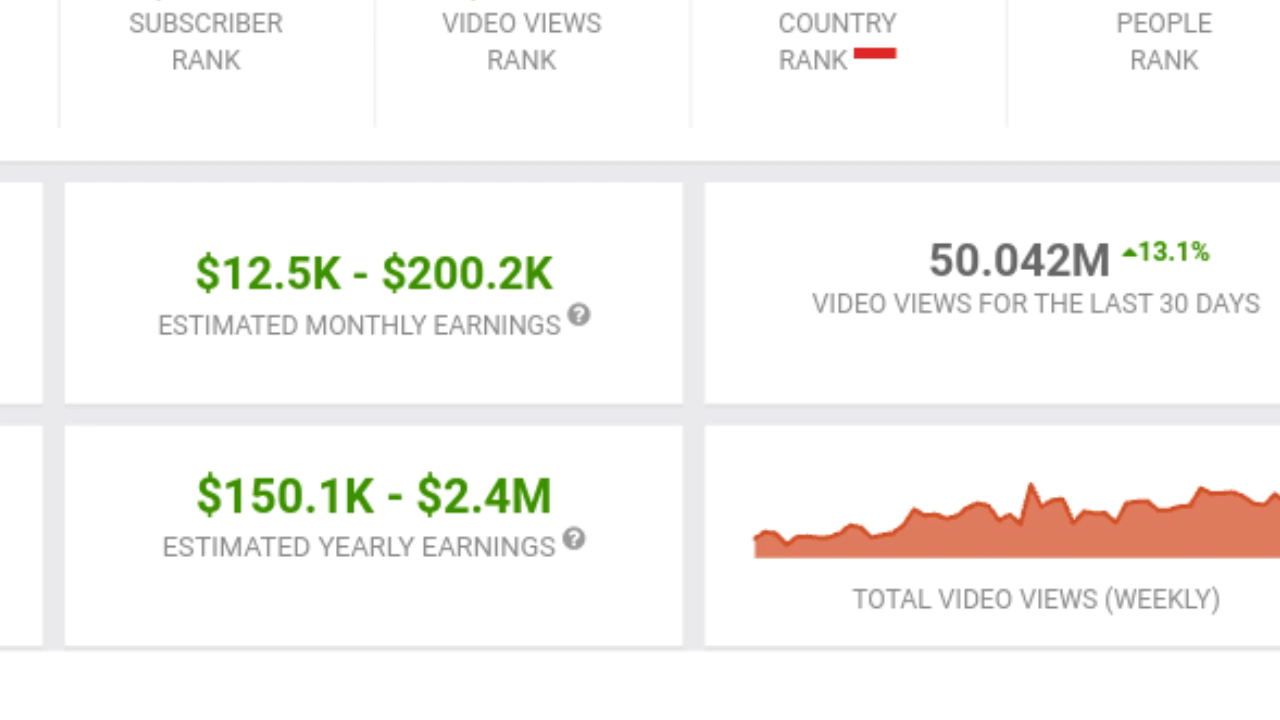 SUBSCRIBER
RANK
VIDEO VIEWS
RANK
COUNTRY
RANK
PEOPLE
RANK
$12.5K - $200.2K
ESTIMATED MONTHLY EARNINGS ?
50.042M 13.1%
VIDEO VIEWS FOR THE LAST 30 DAYS
$150.1K - $2.4M
ESTIMATED YEARLY EARNINGS ?
TOTAL VIDEO VIEWS (WEEKLY)